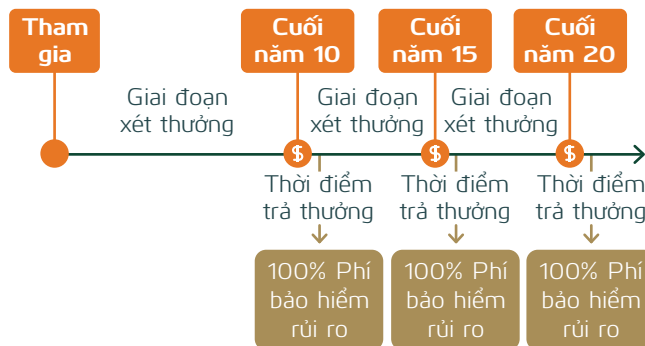 Tham
gia
Cuối
năm 10
Cuối
năm 15
Cuối
năm 20
Giai đoạn
xét thưởng
Giai đoạn
xét thưởng
Giai đoạn
xét thưởng
$
$
$
Thời điểm
trả thưởng
Thời điểm
trả thưởng
Thời điểm
trả thưởng
100% Phí
bảo hiểm
rủi ro
100% Phí
bảo hiểm
rủi ro
100% Phí
bảo hiểm
rủi ro